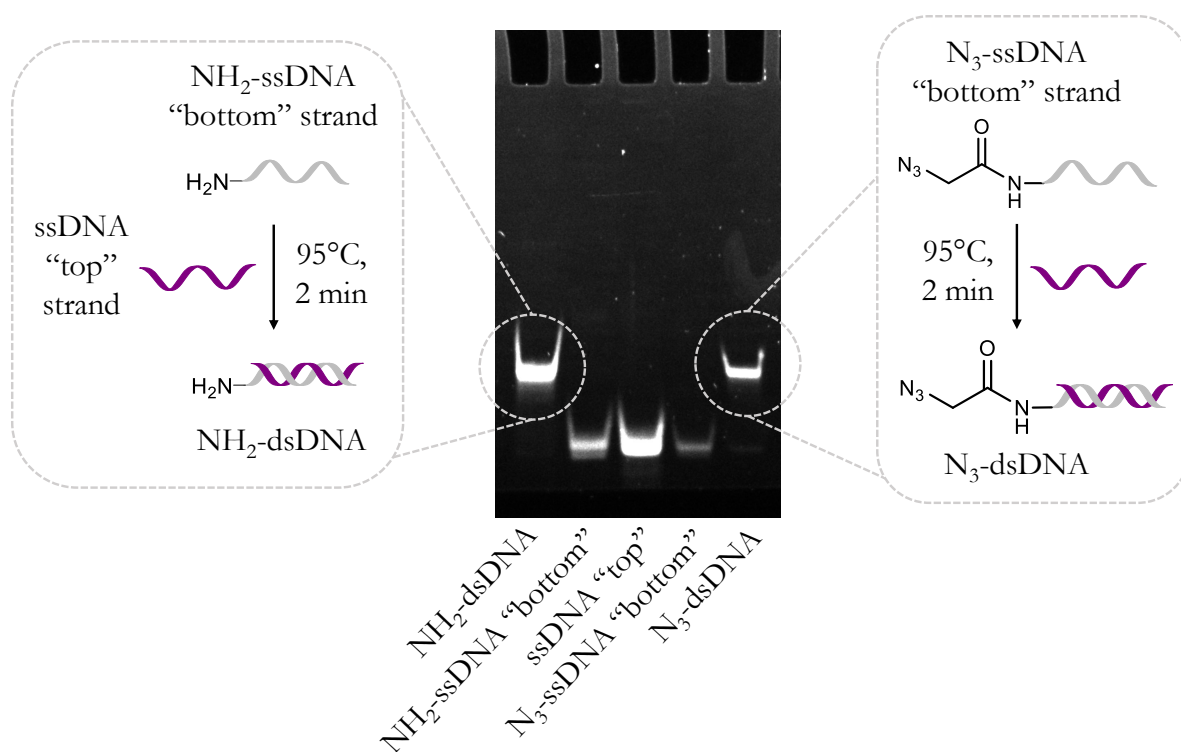 NH₂-ssDNA
“bottom” strand
H₂N
ssDNA
“top”
strand
95°C,
2 min
H₂N
NH₂-dsDNA
N₃-ssDNA
“bottom” strand
O
N₃
N
H
95°C,
2 min
O
N₃
N
H
N₃-dsDNA
NH₂-dsDNA
NH₂-ssDNA “bottom”
ssDNA “top”
N₃-ssDNA “bottom”
N₃-dsDNA